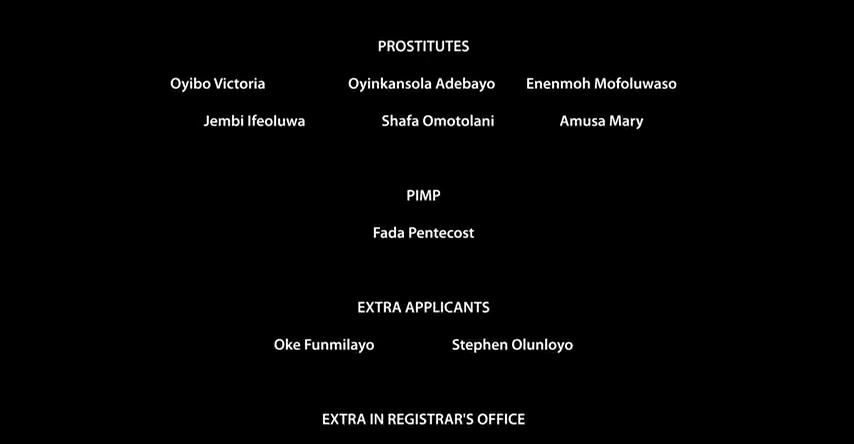 PROSTITUTES
Oyibo Victoria Oyinkansola Adebayo Enenmoh Mofoluwaso
Jembi Ifeoluwa Shafa Omotolani Amusa Mary
PIMP
Fada Pentecost
EXTRA APPLICANTS
Oke Funmilayo Stephen Olunloyo
EXTRA IN REGISTRAR'S OFFICE